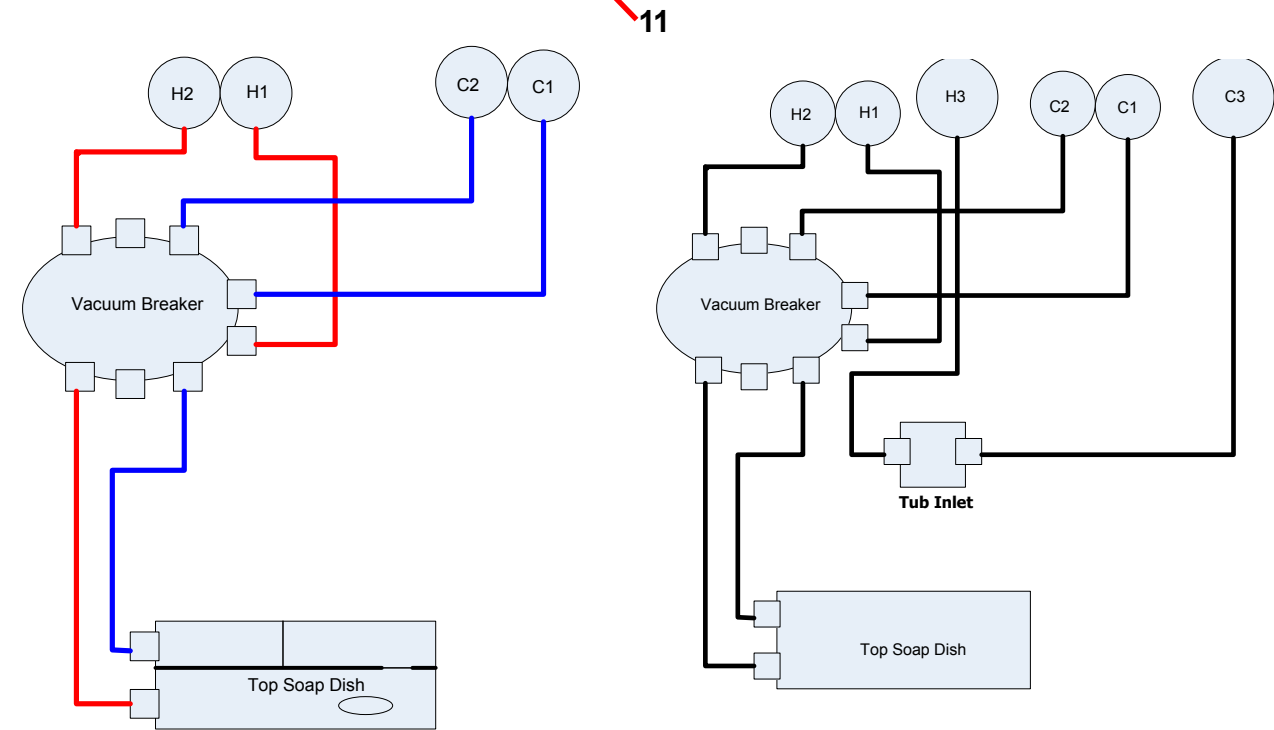 11
H2
H1
C2
C1
Vacuum Breaker
Top Soap Dish
H2
H1
H3
C2
C1
C3
Vacuum Breaker
Tub Inlet
Top Soap Dish